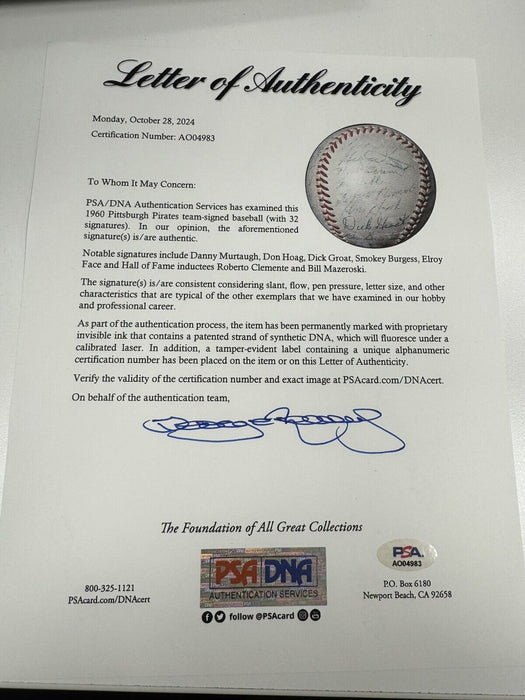 Letter of Authenticity
Monday, October 28, 2024
Certification Number: AO04983
To Whom It May Concern:
PSA/DNA Authentication Services has examined this
1960 Pittsburgh Pirates team-signed baseball (with 32
signatures). In our opinion, the aforementioned
signature(s) is/are authentic.
Notable signatures include Danny Murtaugh, Don Hoag, Dick Groat, Smokey Burgess, Elroy
Face and Hall of Fame inductees Roberto Clemente and Bill Mazeroski.
The signature(s) is/are consistent considering slant, flow, pen pressure, letter size, and other
characteristics that are typical of the other exemplars that we have examined in our hobby
and professional career.
As part of the authentication process, the item has been permanently marked with proprietary
invisible ink that contains a patented strand of synthetic DNA, which will fluoresce under a
calibrated laser. In addition, a tamper-evident label containing a unique alphanumeric
certification number has been placed on the item or on this Letter of Authenticity.
Verify the validity of the certification number and exact image at PSAcard.com/DNAcert.
On behalf of the authentication team,
The Foundation of All Great Collections
800-325-1121
PSAcard.com/DNAcert
PSA DNA
AUTHENTICATION SERVICES
follow @PSAcard
PSA.
AO04983
P.O. Box 6180
Newport Beach, CA 92658